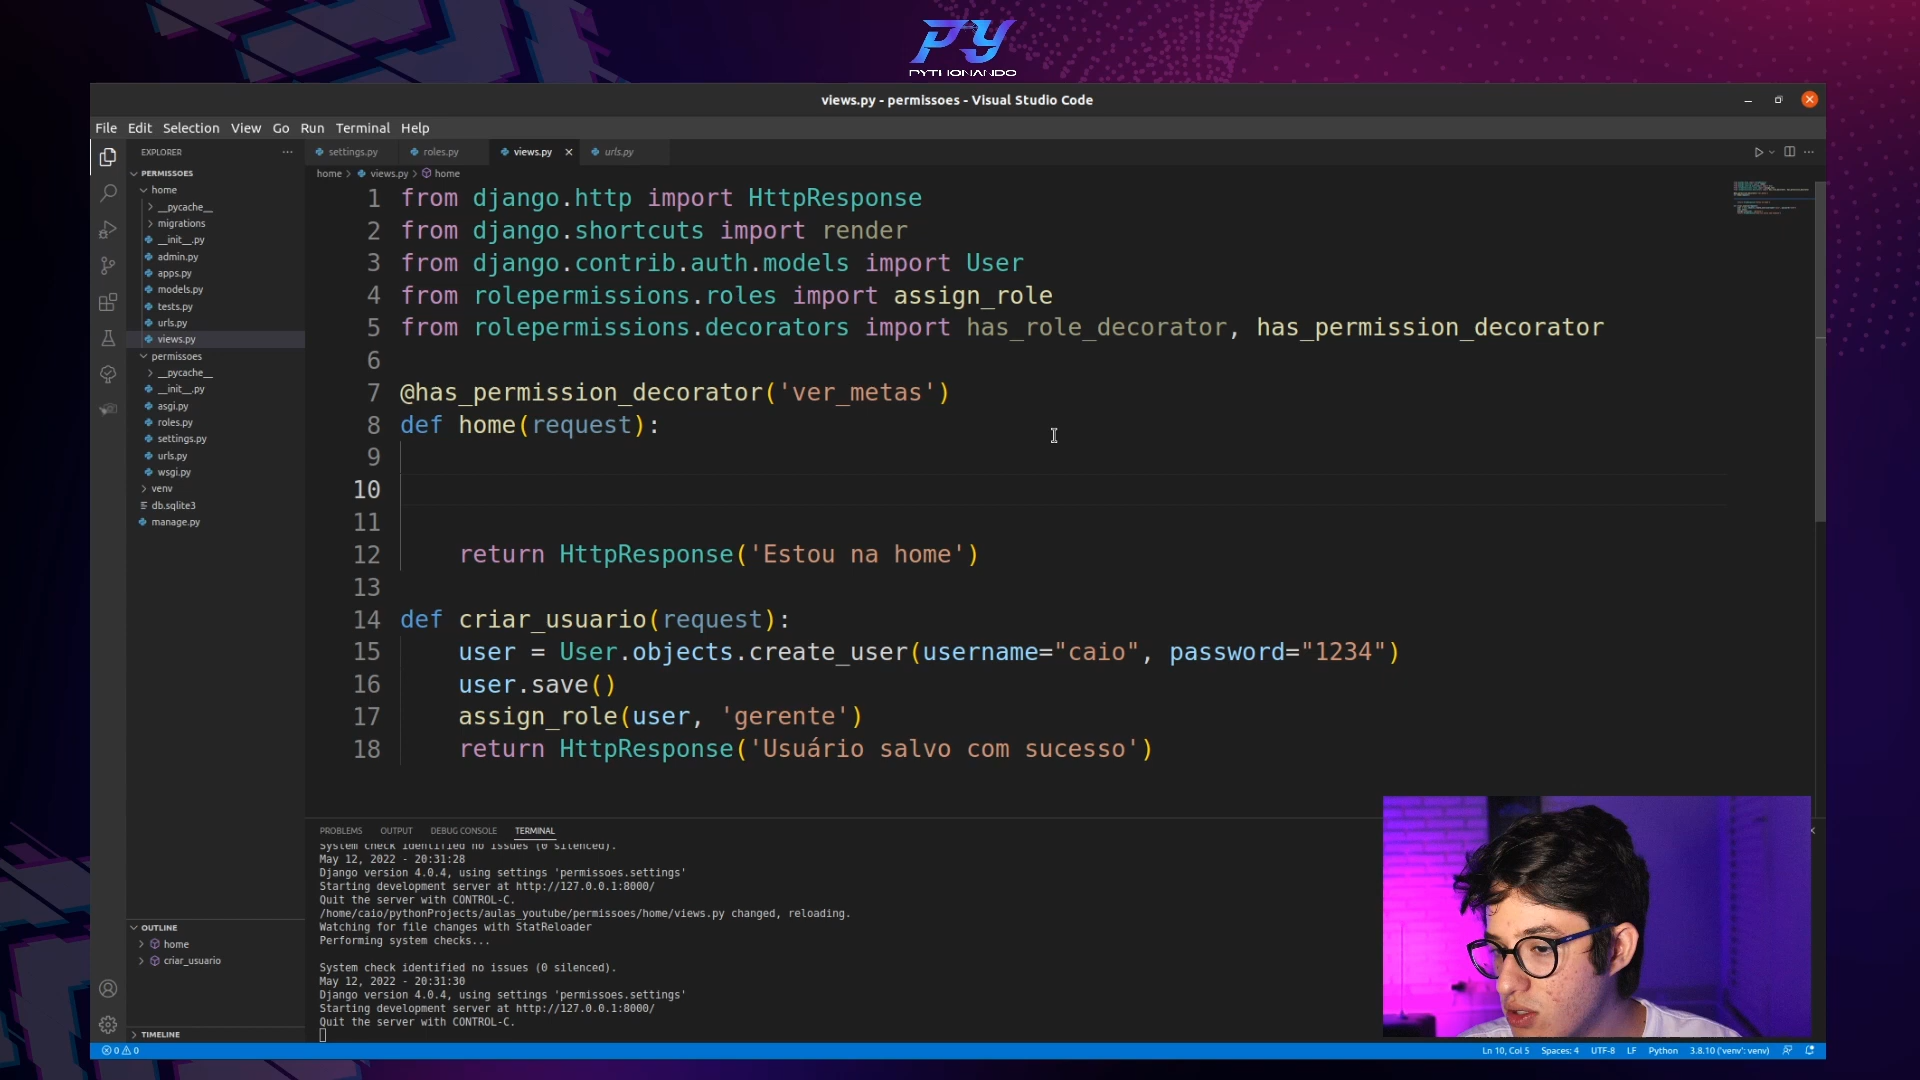 PY
PYTHONANDO
views.py - permissoes - Visual Studio Code
File Edit Selection View Go Run Terminal Help
EXPLORER
settings.py roles.py views.py urls.py
PERMISSOES
home > views.py > home
home
__pycache__
migrations
__init__.py
admin.py
apps.py
models.py
tests.py
urls.py
views.py
permissoes
__pycache__
__init__.py
asgi.py
roles.py
settings.py
urls.py
wsgi.py
venv
db.sqlite3
manage.py
OUTLINE
home
criar_usuario
TIMELINE
1 from django.http import HttpResponse
2 from django.shortcuts import render
3 from django.contrib.auth.models import User
4 from rolepermissions.roles import assign_role
5 from rolepermissions.decorators import has_role_decorator, has_permission_decorator
6
7 @has_permission_decorator('ver_metas')
8 def home(request):
9
10
11
12 return HttpResponse('Estou na home')
13
14 def criar_usuario(request):
15 user = User.objects.create_user(username="caio", password="1234")
16 user.save()
17 assign_role(user, 'gerente')
18 return HttpResponse('Usuário salvo com sucesso')
PROBLEMS OUTPUT DEBUG CONSOLE TERMINAL
System check identified no issues (0 silenced).
May 12, 2022 - 20:31:28
Django version 4.0.4, using settings 'permissoes.settings'
Starting development server at http://127.0.0.1:8000/
Quit the server with CONTROL-C.
/home/caio/pythonProjects/aulas_youtube/permissoes/home/views.py changed, reloading.
Watching for file changes with StatReloader
Performing system checks...
System check identified no issues (0 silenced).
May 12, 2022 - 20:31:30
Django version 4.0.4, using settings 'permissoes.settings'
Starting development server at http://127.0.0.1:8000/
Quit the server with CONTROL-C.
0 0 Ln 10, Col 5 Spaces: 4 UTF-8 LF Python 3.8.10 ('venv': venv)